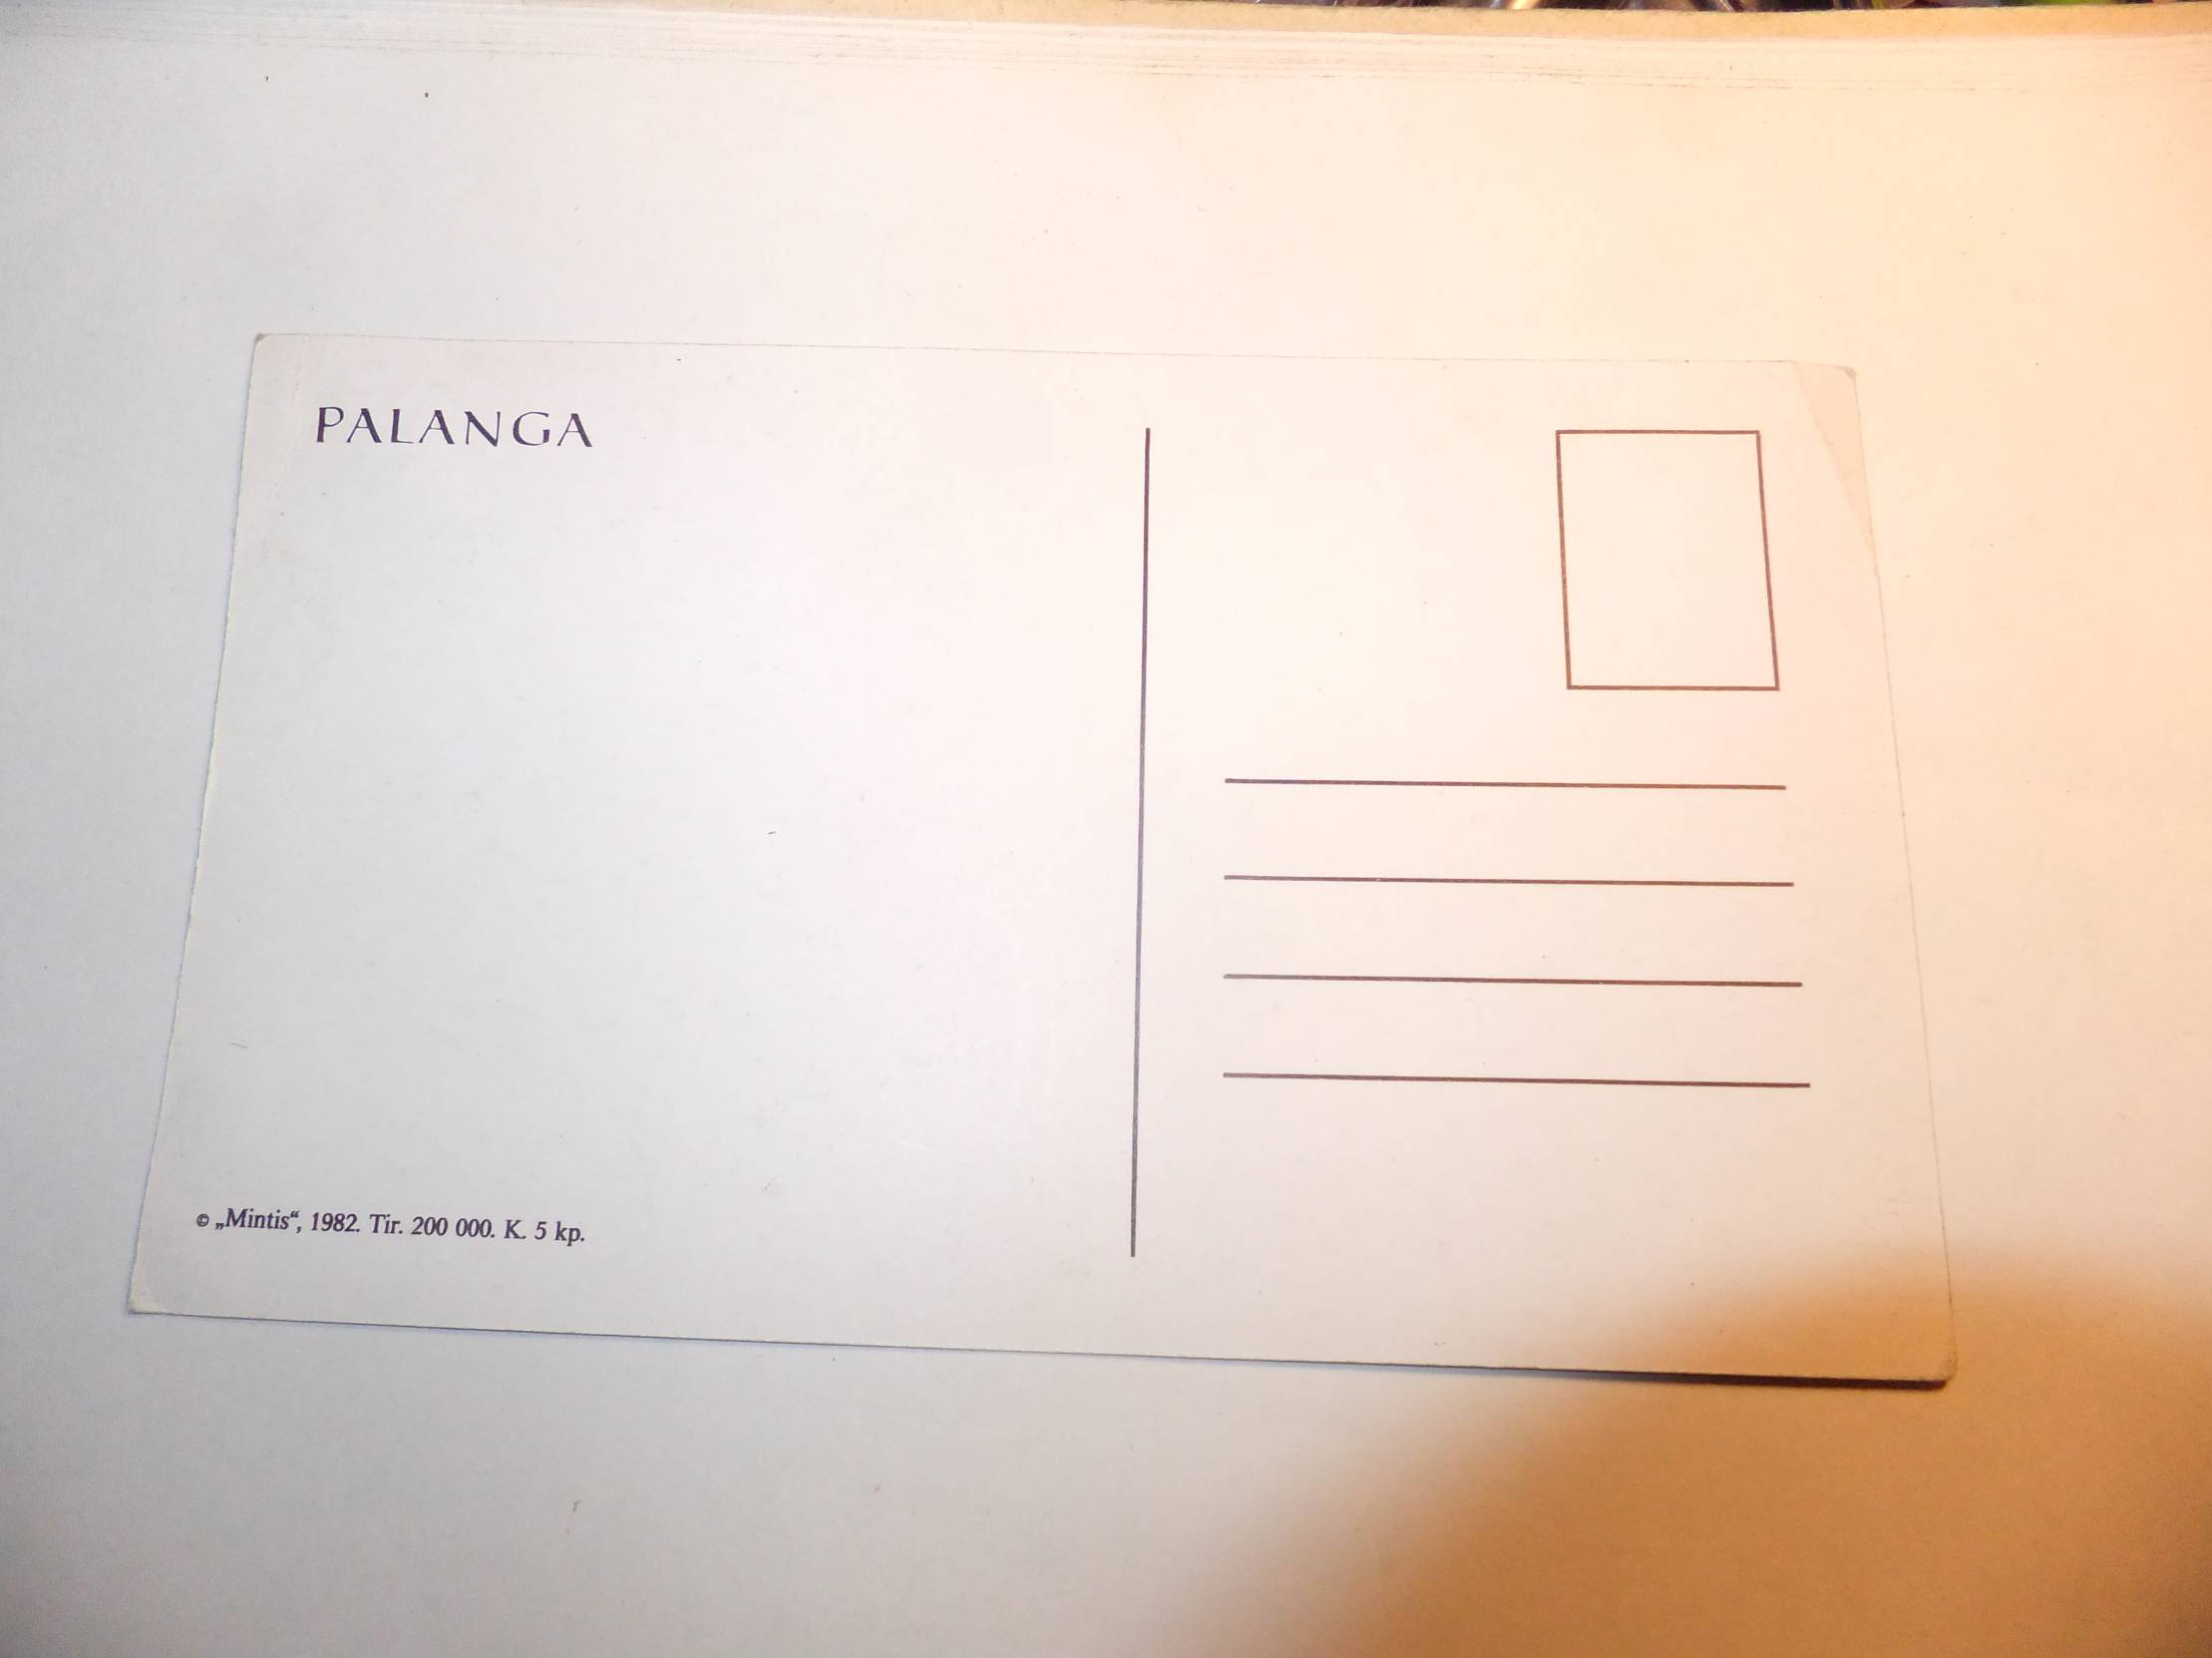 PALANGA
© „Mintis“, 1982. Tir. 200 000. K. 5 kp.